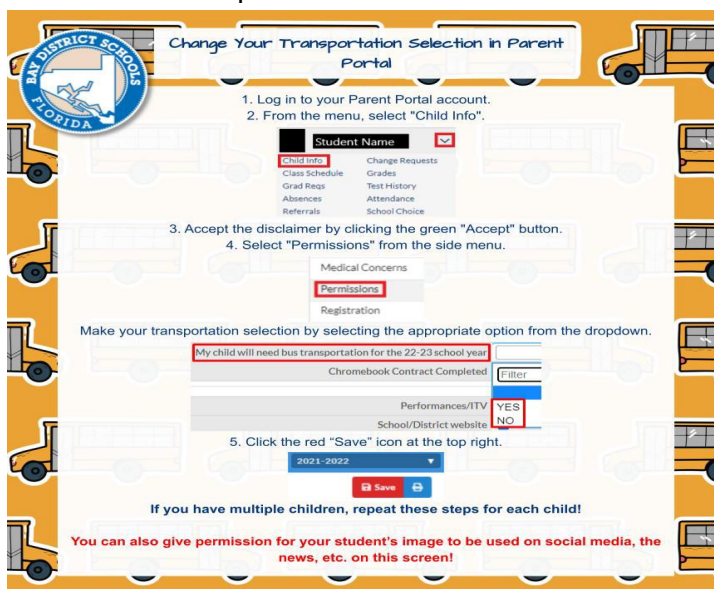 BAY DISTRICT SCHOOLS
FLORIDA
Change Your Transportation Selection in Parent
Portal
1. Log in to your Parent Portal account.
2. From the menu, select "Child Info".
Student Name
Child Info Change Requests
Class Schedule Grades
Grad Reqs Test History
Absences Attendance
Referrals School Choice
3. Accept the disclaimer by clicking the green "Accept" button.
4. Select "Permissions" from the side menu.
Medical Concerns
Permissions
Registration
Make your transportation selection by selecting the appropriate option from the dropdown.
My child will need bus transportation for the 22-23 school year
Chromebook Contract Completed Filter
Performances/ITV YES
School/District website NO
5. Click the red “Save” icon at the top right.
2021-2022
Save
If you have multiple children, repeat these steps for each child!
You can also give permission for your student’s image to be used on social media, the
news, etc. on this screen!